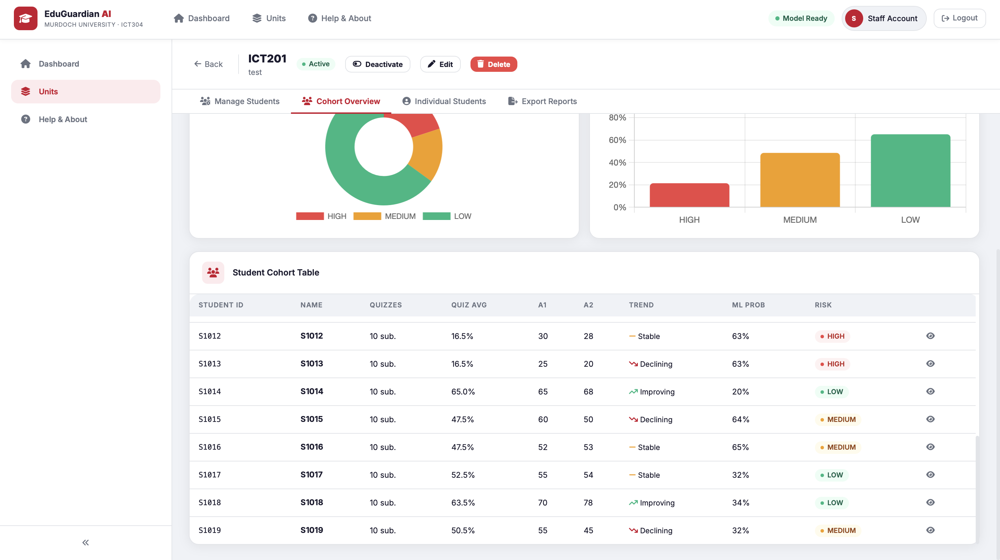 EduGuardian AI
MURDOCH UNIVERSITY · ICT304
Dashboard
Units
Help & About
Model Ready
S
Staff Account
Logout
Dashboard
Units
Help & About
Back
ICT201
test
Active
Deactivate
Edit
Delete
Manage Students
Cohort Overview
Individual Students
Export Reports
HIGH MEDIUM LOW
80%
60%
40%
20%
0%
HIGH MEDIUM LOW
Student Cohort Table
STUDENT ID NAME QUIZZES QUIZ AVG A1 A2 TREND ML PROB RISK
S1012 S1012 10 sub. 16.5% 30 28 Stable 63% HIGH
S1013 S1013 10 sub. 16.5% 25 20 Declining 63% HIGH
S1014 S1014 10 sub. 65.0% 65 68 Improving 20% LOW
S1015 S1015 10 sub. 47.5% 60 50 Declining 64% MEDIUM
S1016 S1016 10 sub. 47.5% 52 53 Stable 65% MEDIUM
S1017 S1017 10 sub. 52.5% 55 54 Stable 32% LOW
S1018 S1018 10 sub. 63.5% 70 78 Improving 34% LOW
S1019 S1019 10 sub. 50.5% 55 45 Declining 32% MEDIUM